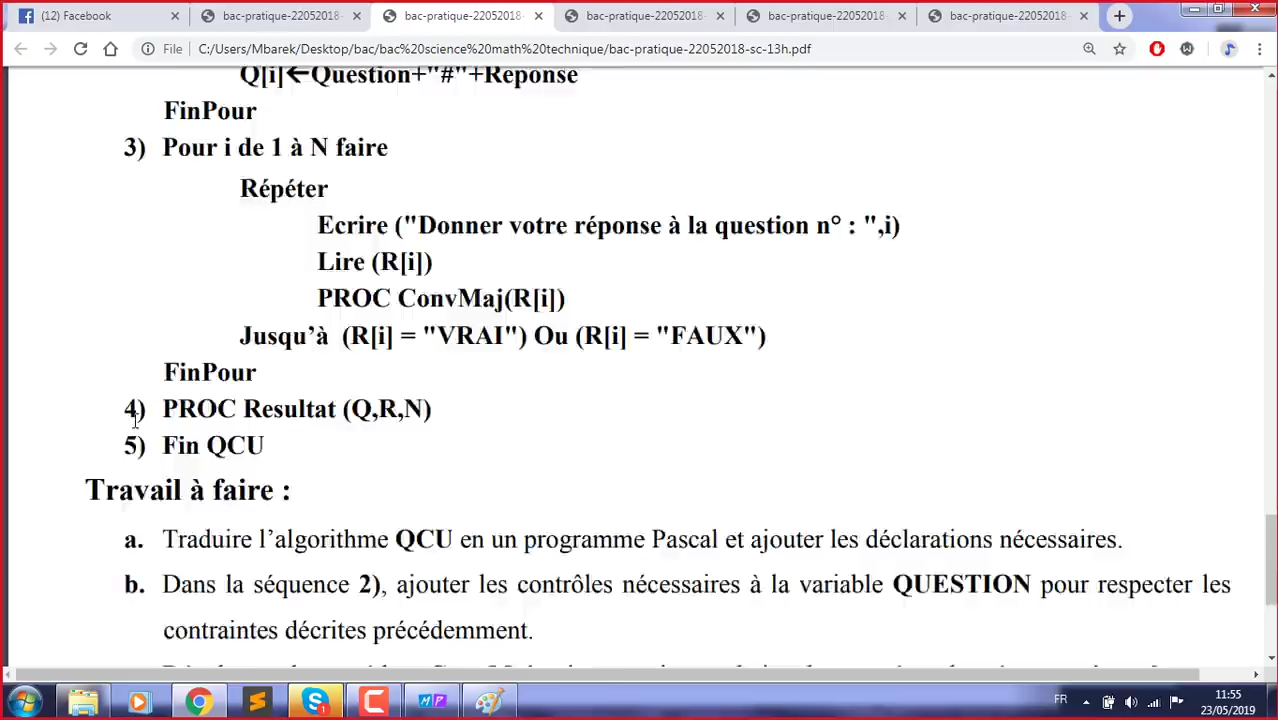 (12) Facebook
bac-pratique-22052018-
bac-pratique-22052018-
bac-pratique-22052018-
bac-pratique-22052018-
bac-pratique-22052018-
File
C:/Users/Mbarek/Desktop/bac/bac%20science%20math%20technique/bac-pratique-22052018-sc-13h.pdf
Q[i]←Question+"#"+Reponse
FinPour
3) Pour i de 1 à N faire
Répéter
Ecrire ("Donner votre réponse à la question n° : ",i)
Lire (R[i])
PROC ConvMaj(R[i])
Jusqu’à (R[i] = "VRAI") Ou (R[i] = "FAUX")
FinPour
4) PROC Resultat (Q,R,N)
5) Fin QCU
Travail à faire :
a. Traduire l’algorithme QCU en un programme Pascal et ajouter les déclarations nécessaires.
b. Dans la séquence 2), ajouter les contrôles nécessaires à la variable QUESTION pour respecter les
contraintes décrites précédemment.
FR
11:55
23/05/2019